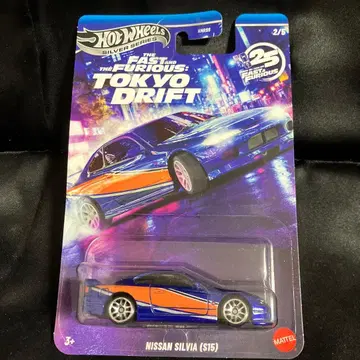 HOT WHEELS
SILVER SERIES
2/5
THE
FAST AND
THE FURIOUS:
TOKYO
DRIFT
25
FAST & FURIOUS
3+
NISSAN SILVIA (S15)
MATTEL